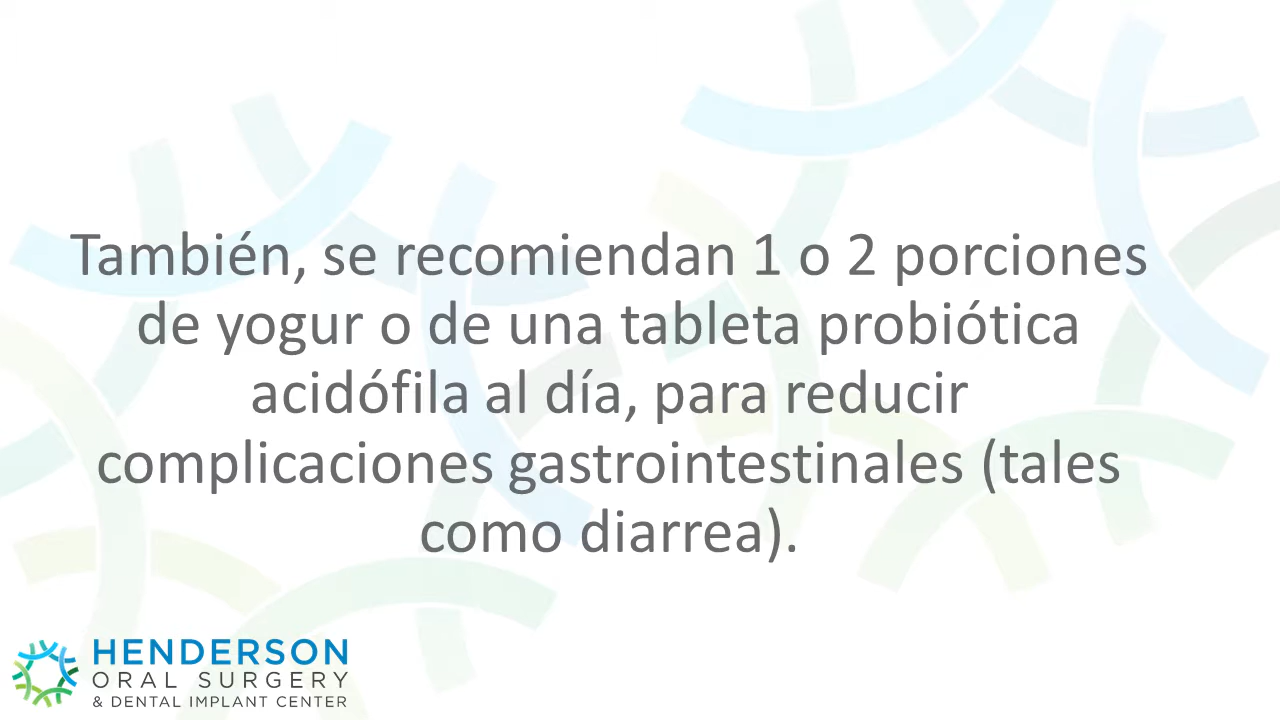 También, se recomiendan 1 o 2 porciones
de yogur o de una tableta probiótica
acidófila al día, para reducir
complicaciones gastrointestinales (tales
como diarrea).
HENDERSON
ORAL SURGERY
& DENTAL IMPLANT CENTER